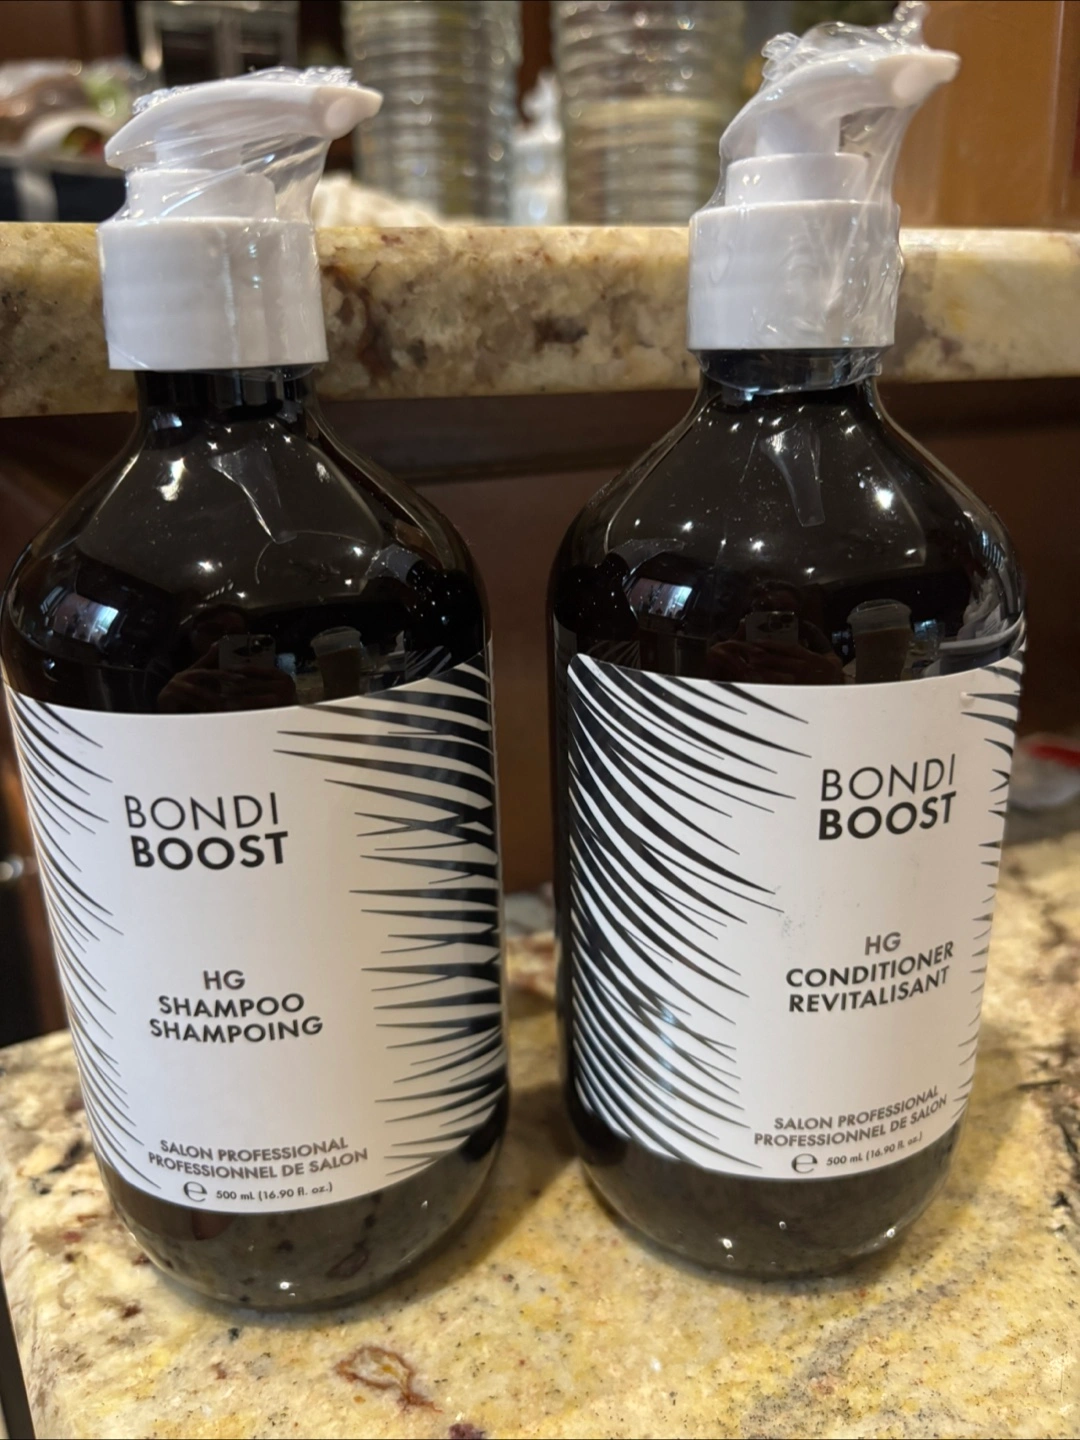 BONDI
BOOST
HG
SHAMPOO
SHAMPOING
SALON PROFESSIONAL
PROFESSIONNEL DE SALON
℮ 500 mL (16.90 fl. oz.)
BONDI
BOOST
HG
CONDITIONER
REVITALISANT
SALON PROFESSIONAL
PROFESSIONNEL DE SALON
℮ 500 mL (16.90 fl. oz.)